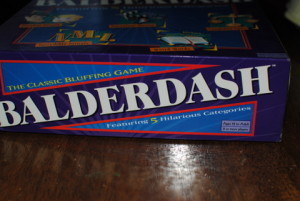 THE CLASSIC BLUFFING GAME
BALDERDASH
Featuring 5 Hilarious Categories